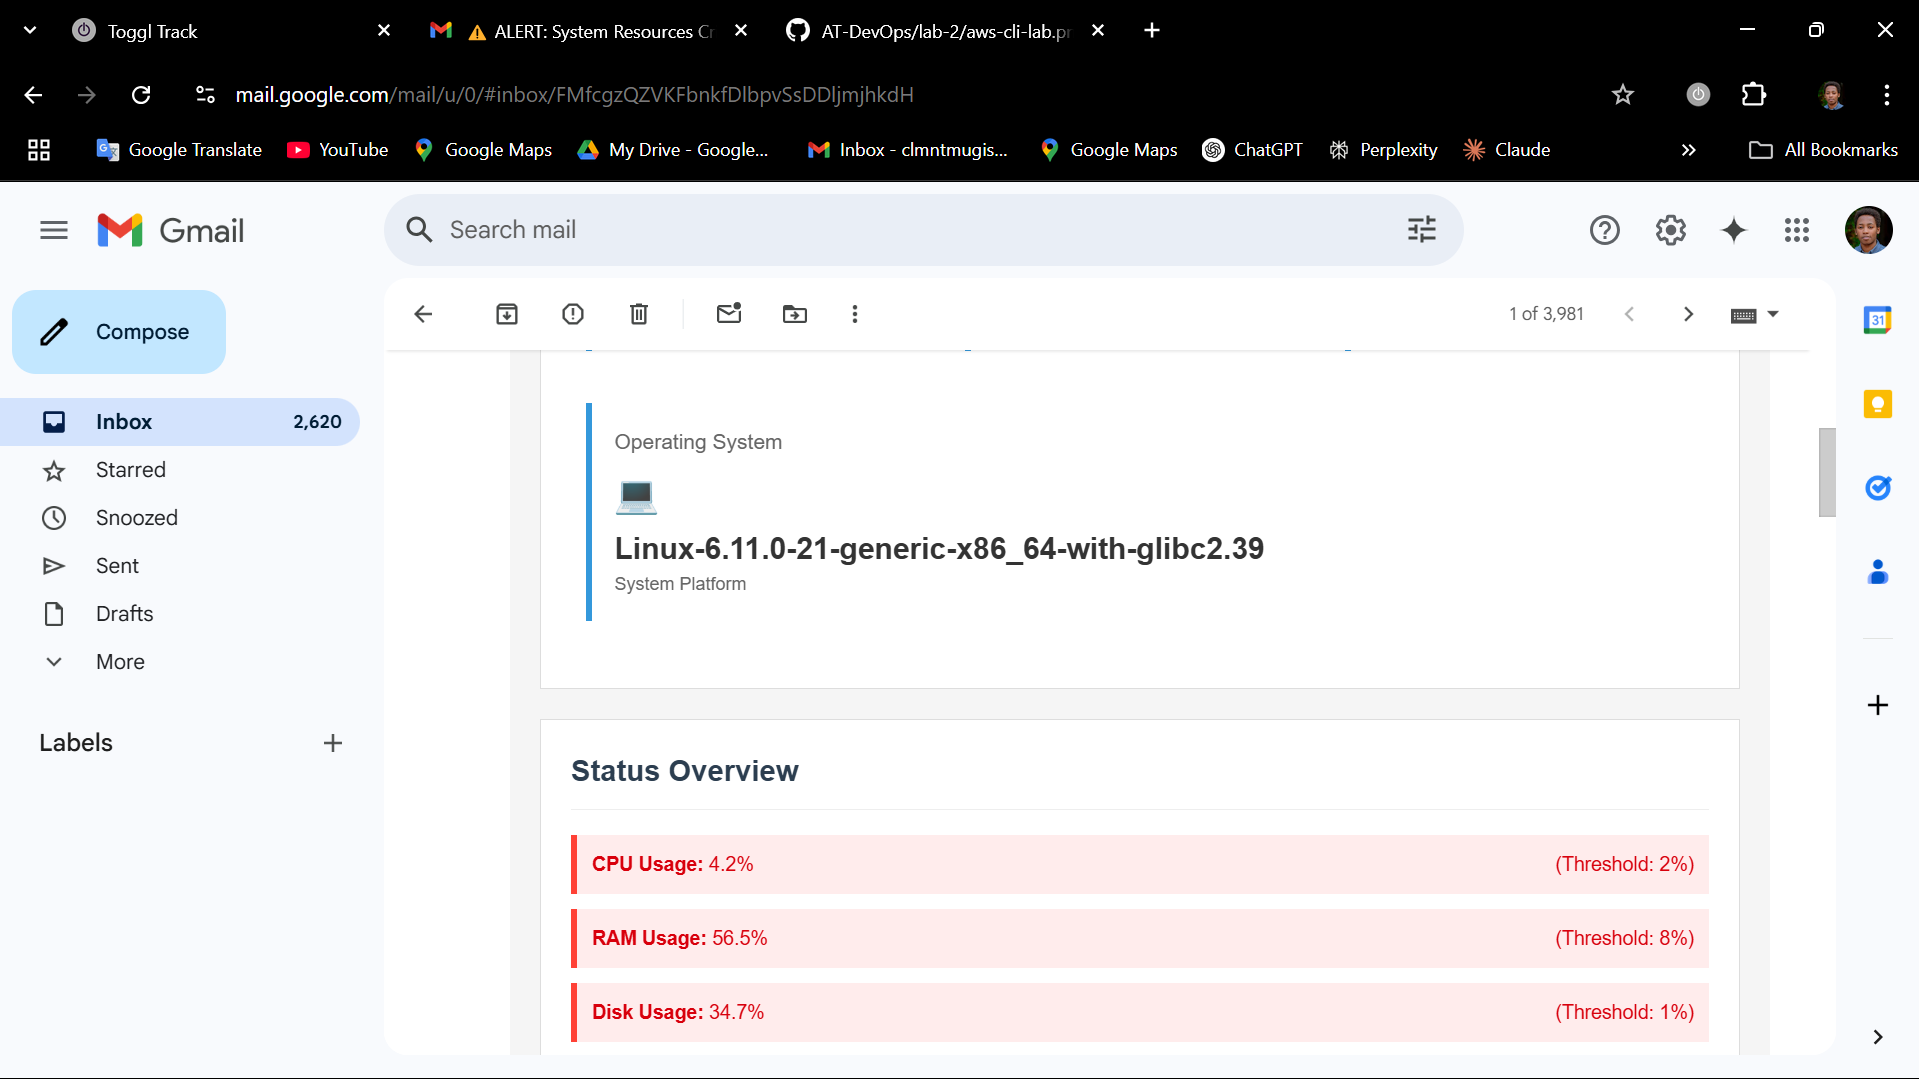 Toggl Track
ALERT: System Resources Cr
AT-DevOps/lab-2/aws-cli-lab.pr
mail.google.com/mail/u/0/#inbox/FMfcgzQZVKFbnkfDlbpvSsDDljmjhkdH
Google Translate
YouTube
Google Maps
My Drive - Google...
Inbox - clmntmugis...
Google Maps
ChatGPT
Perplexity
Claude
All Bookmarks
Gmail
Search mail
Compose
1 of 3,981
31
Inbox 2,620
Starred
Snoozed
Sent
Drafts
More
Labels
Operating System
Linux-6.11.0-21-generic-x86_64-with-glibc2.39
System Platform
Status Overview
CPU Usage: 4.2% (Threshold: 2%)
RAM Usage: 56.5% (Threshold: 8%)
Disk Usage: 34.7% (Threshold: 1%)